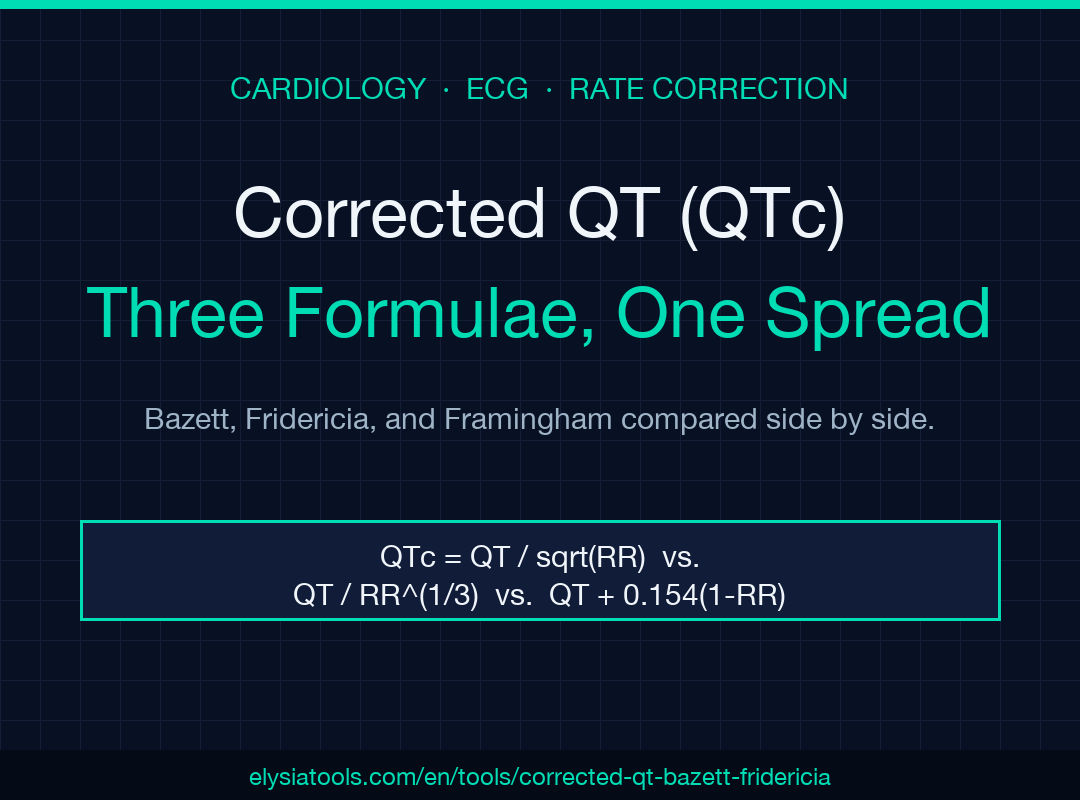 CARDIOLOGY · ECG · RATE CORRECTION
Corrected QT (QTc)
Three Formulae, One Spread
Bazett, Fridericia, and Framingham compared side by side.
QTc = QT / sqrt(RR)  vs.
QT / RR^(1/3)  vs.  QT + 0.154(1-RR)
elysiatools.com/en/tools/corrected-qt-bazett-fridericia